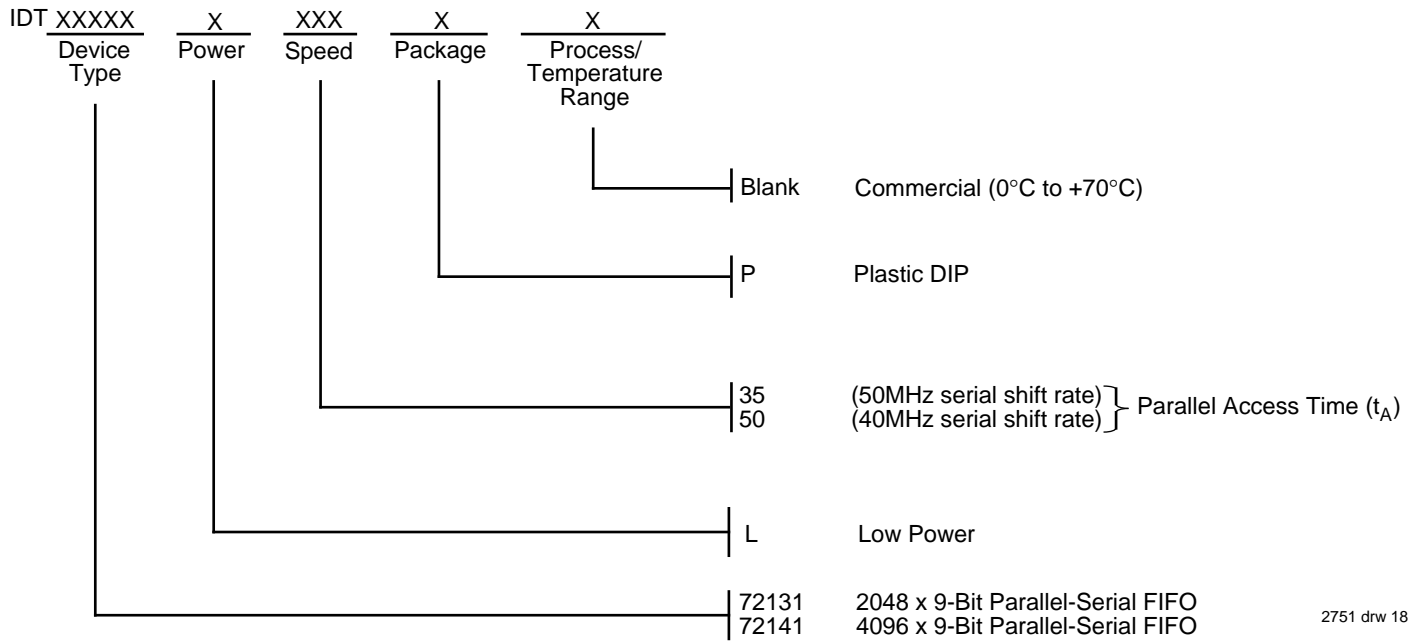 IDT XXXXX X XXX X X
Device Type Power Speed Package Process/ Temperature Range
Blank Commercial (0°C to +70°C)
P Plastic DIP
35 (50MHz serial shift rate)
50 (40MHz serial shift rate)
Parallel Access Time (tA)
L Low Power
72131 2048 x 9-Bit Parallel-Serial FIFO
72141 4096 x 9-Bit Parallel-Serial FIFO
2751 drw 18